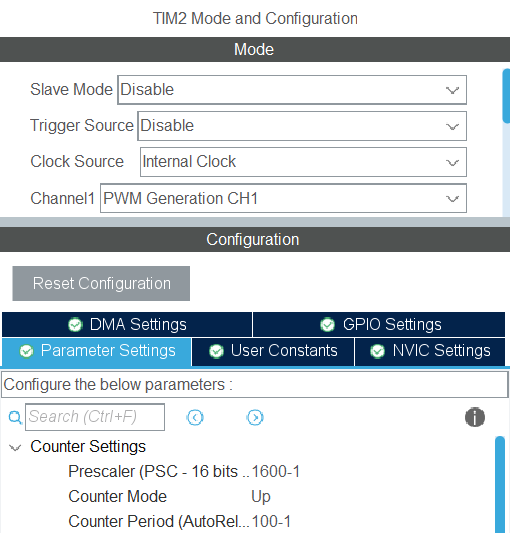 TIM2 Mode and Configuration
Mode
Slave Mode Disable
Trigger Source Disable
Clock Source Internal Clock
Channel1 PWM Generation CH1
Configuration
Reset Configuration
DMA Settings GPIO Settings
Parameter Settings User Constants NVIC Settings
Configure the below parameters :
Search (Ctrl+F)
Counter Settings
Prescaler (PSC - 16 bits ..1600-1
Counter Mode Up
Counter Period (AutoRel...100-1